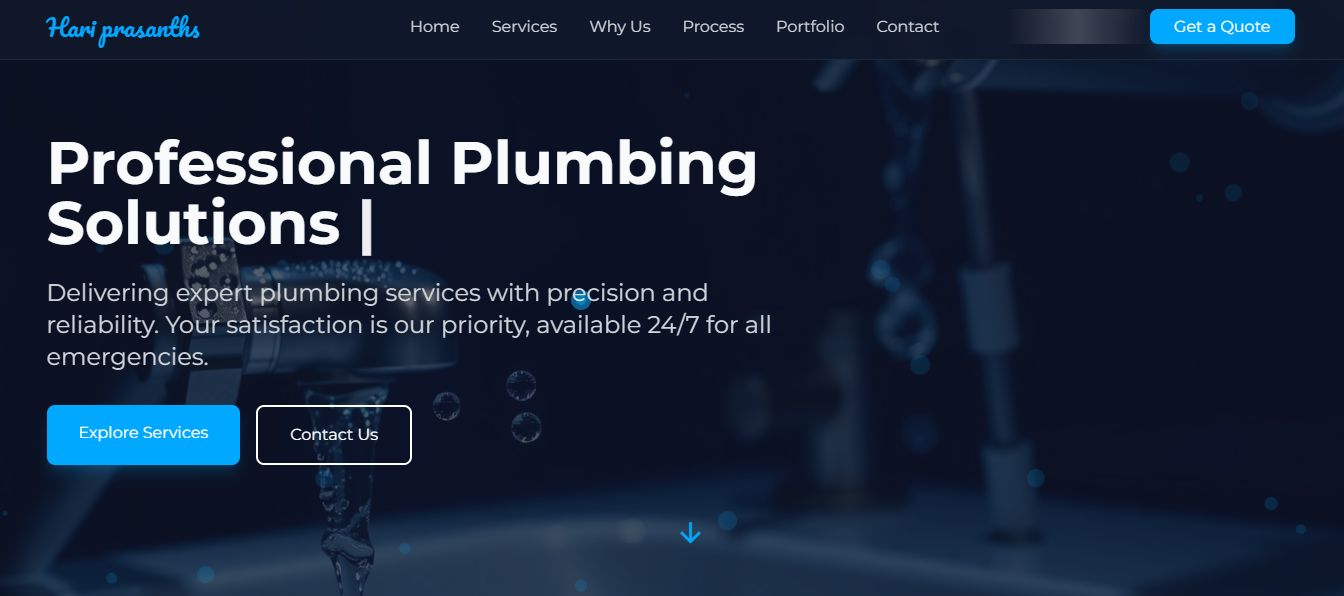 Hari prasanths
Home Services Why Us Process Portfolio Contact
Get a Quote
Professional Plumbing
Solutions |
Delivering expert plumbing services with precision and
reliability. Your satisfaction is our priority, available 24/7 for all
emergencies.
Explore Services
Contact Us